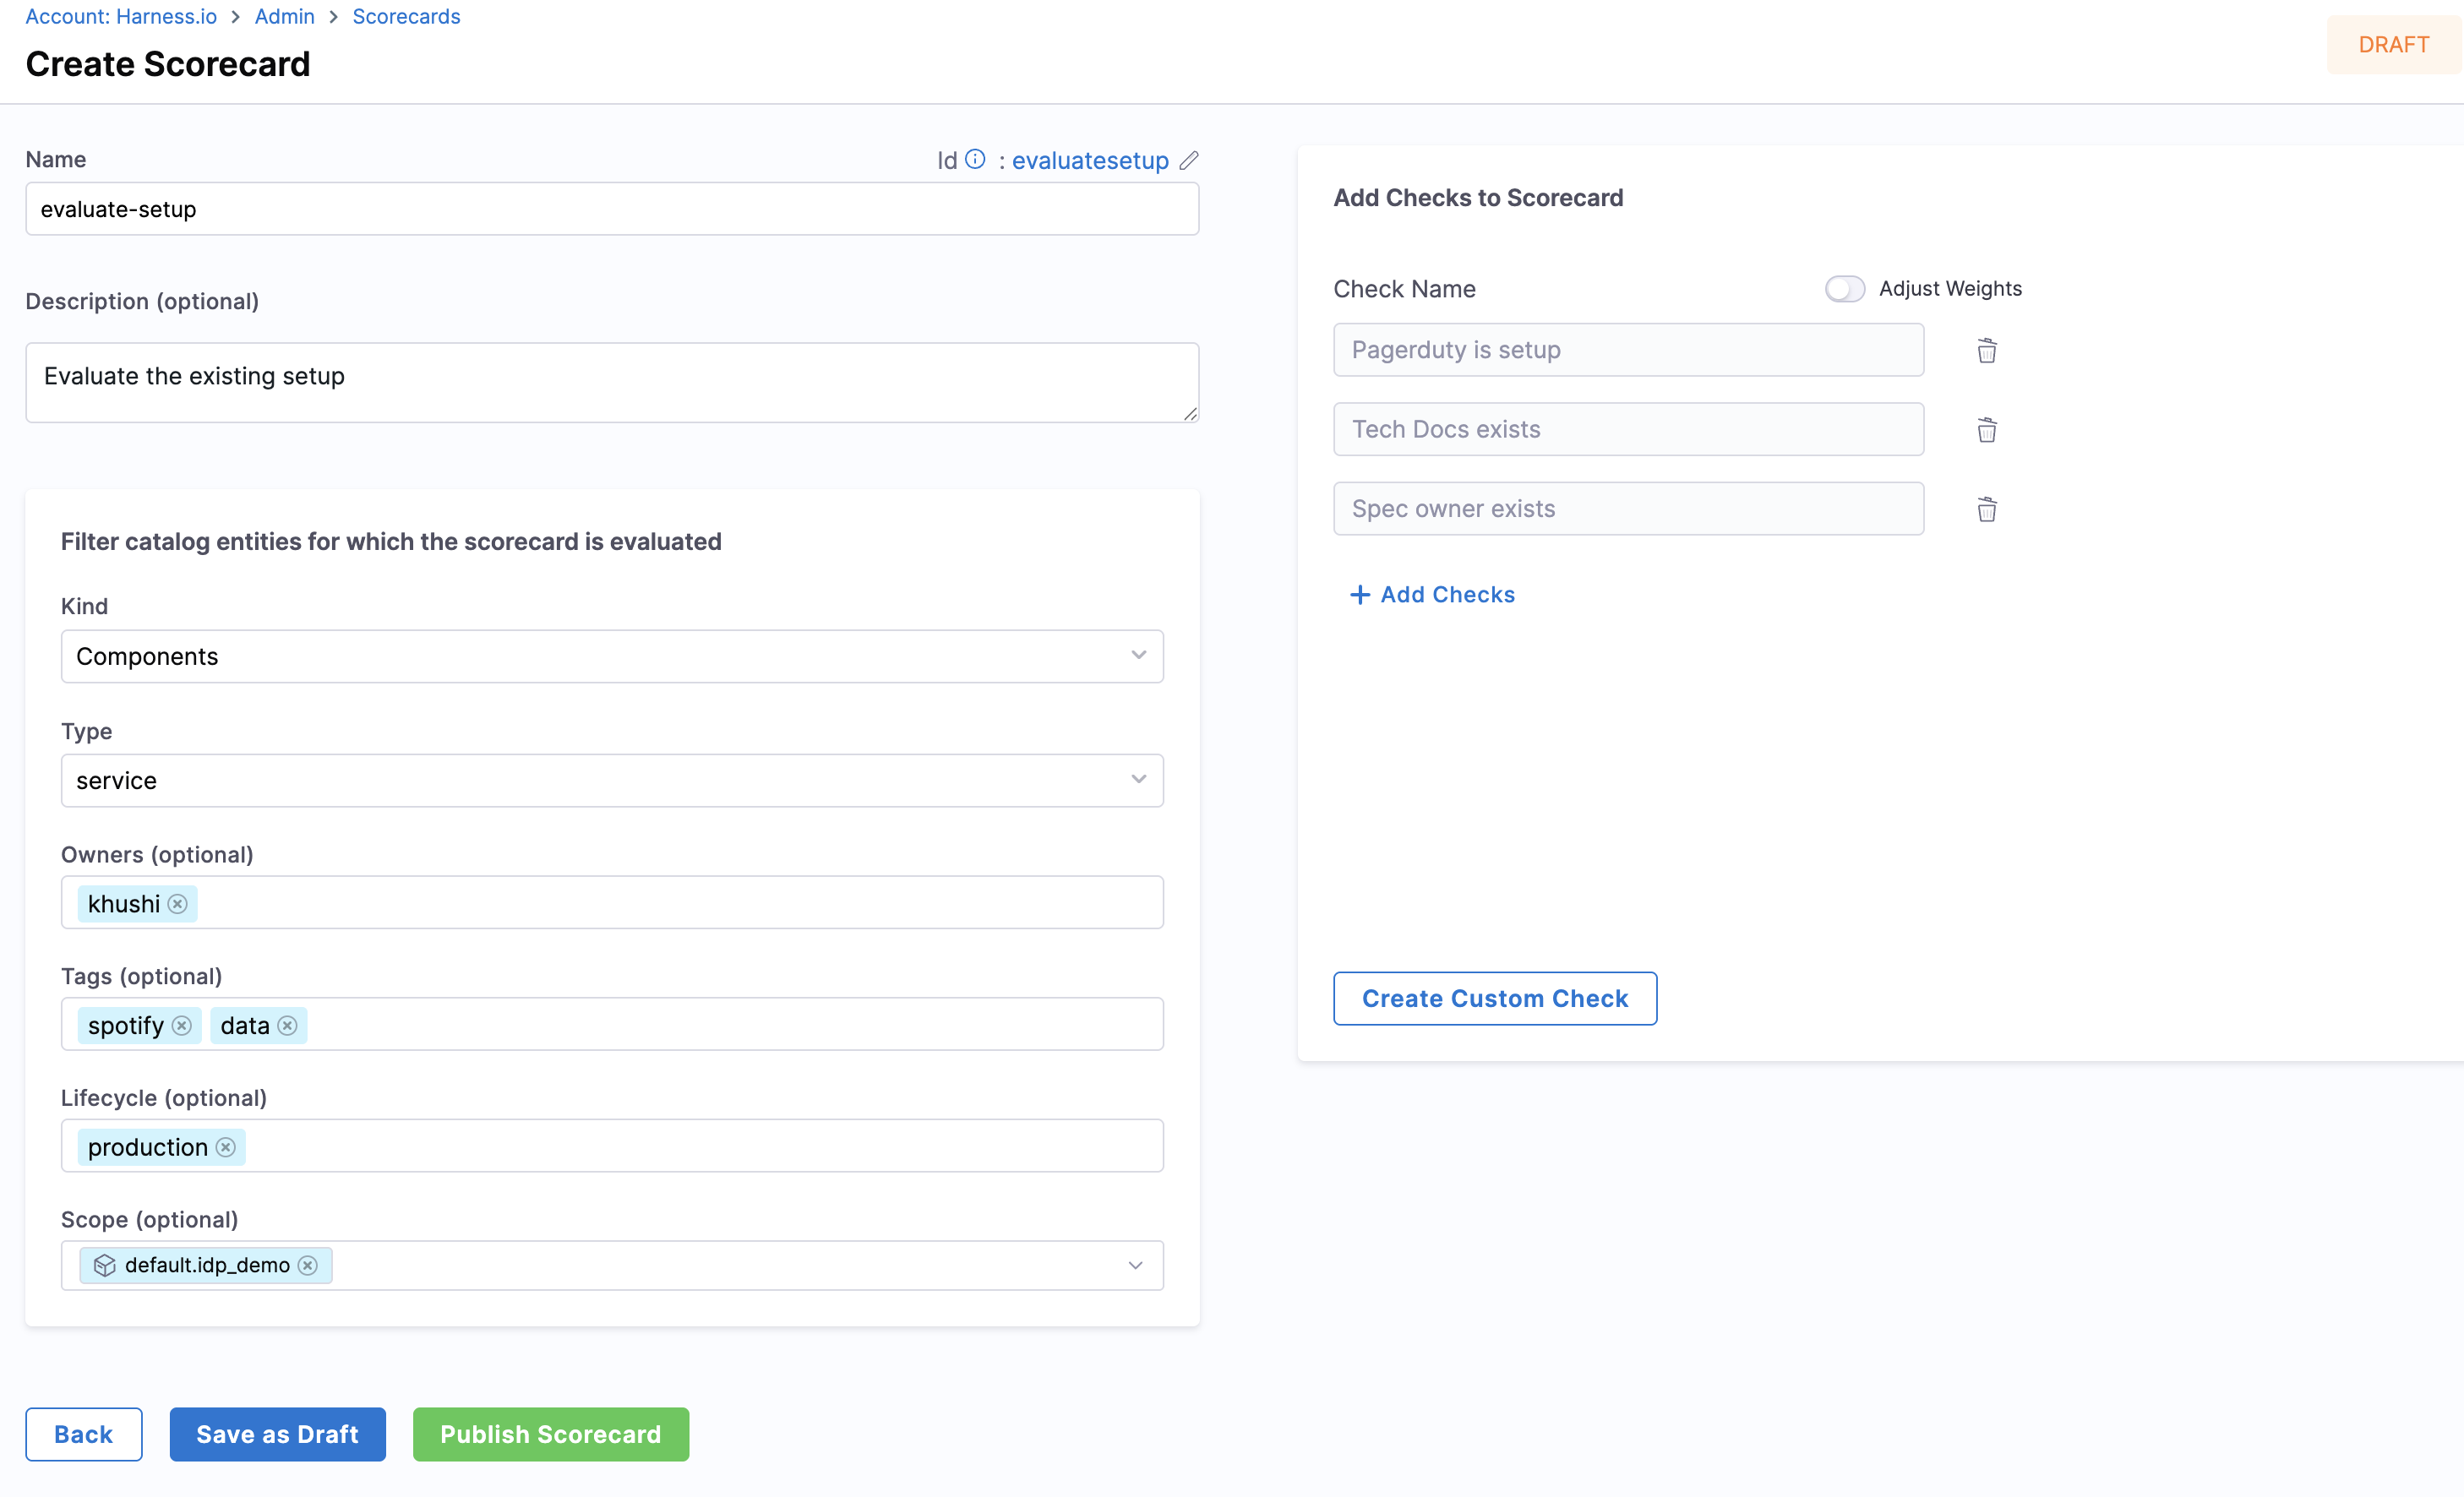 Account: Harness.io > Admin > Scorecards
Create Scorecard
DRAFT
Name
Id : evaluatesetup
evaluate-setup
Description (optional)
Evaluate the existing setup
Filter catalog entities for which the scorecard is evaluated
Kind
Components
Type
service
Owners (optional)
khushi
Tags (optional)
spotify data
Lifecycle (optional)
production
Scope (optional)
default.idp_demo
Back
Save as Draft
Publish Scorecard
Add Checks to Scorecard
Check Name
Adjust Weights
Pagerduty is setup
Tech Docs exists
Spec owner exists
+ Add Checks
Create Custom Check